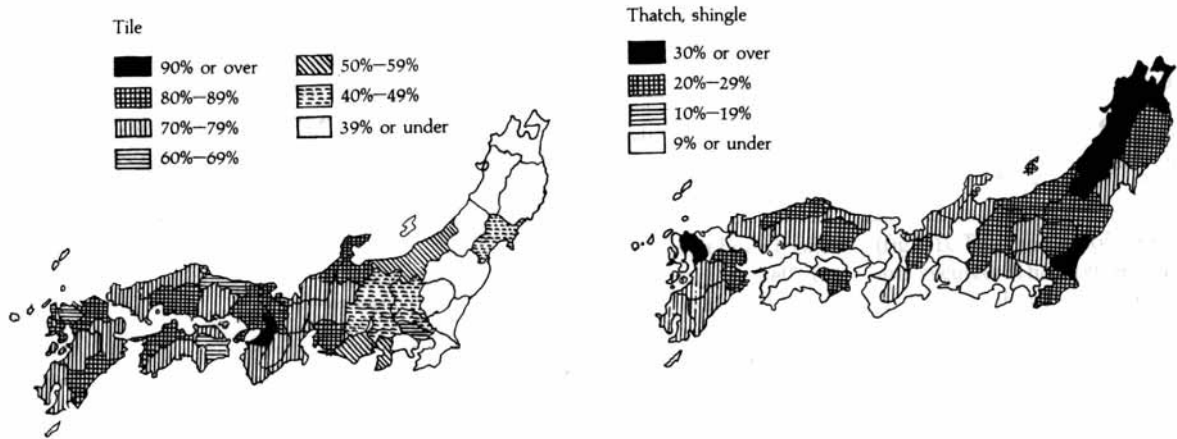 Tile
90% or over
80%—89%
70%—79%
60%—69%
50%—59%
40%—49%
39% or under
Thatch, shingle
30% or over
20%—29%
10%—19%
9% or under